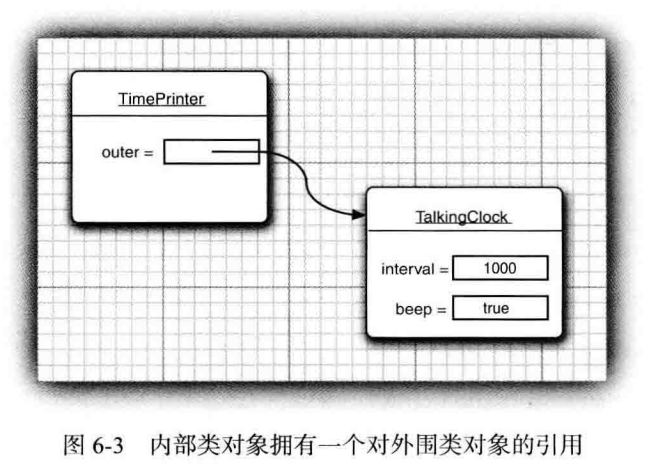 TimePrinter
outer =
TalkingClock
interval = 1000
beep = true
图 6-3 内部类对象拥有一个对外围类对象的引用